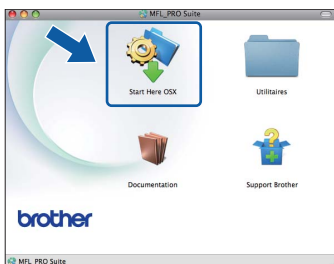 MFL_PRO Suite
Start Here OSX
Utilitaires
Documentation
Support Brother
brother
MFL_PRO Suite